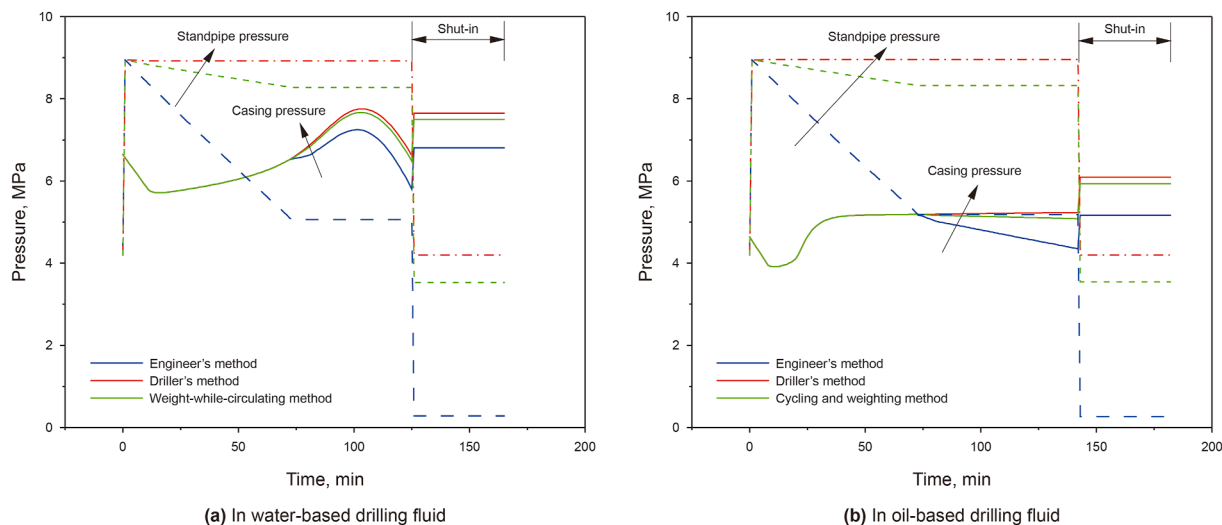 Shut-in
Standpipe pressure
Casing pressure
Pressure, MPa
10
8
6
4
2
0
Engineer's method
Driller's method
Weight-while-circulating method
0
50
100
150
200
Time, min
(a) In water-based drilling fluid
Shut-in
Standpipe pressure
Casing pressure
Pressure, MPa
10
8
6
4
2
0
Engineer's method
Driller's method
Cycling and weighting method
0
50
100
150
200
Time, min
(b) In oil-based drilling fluid